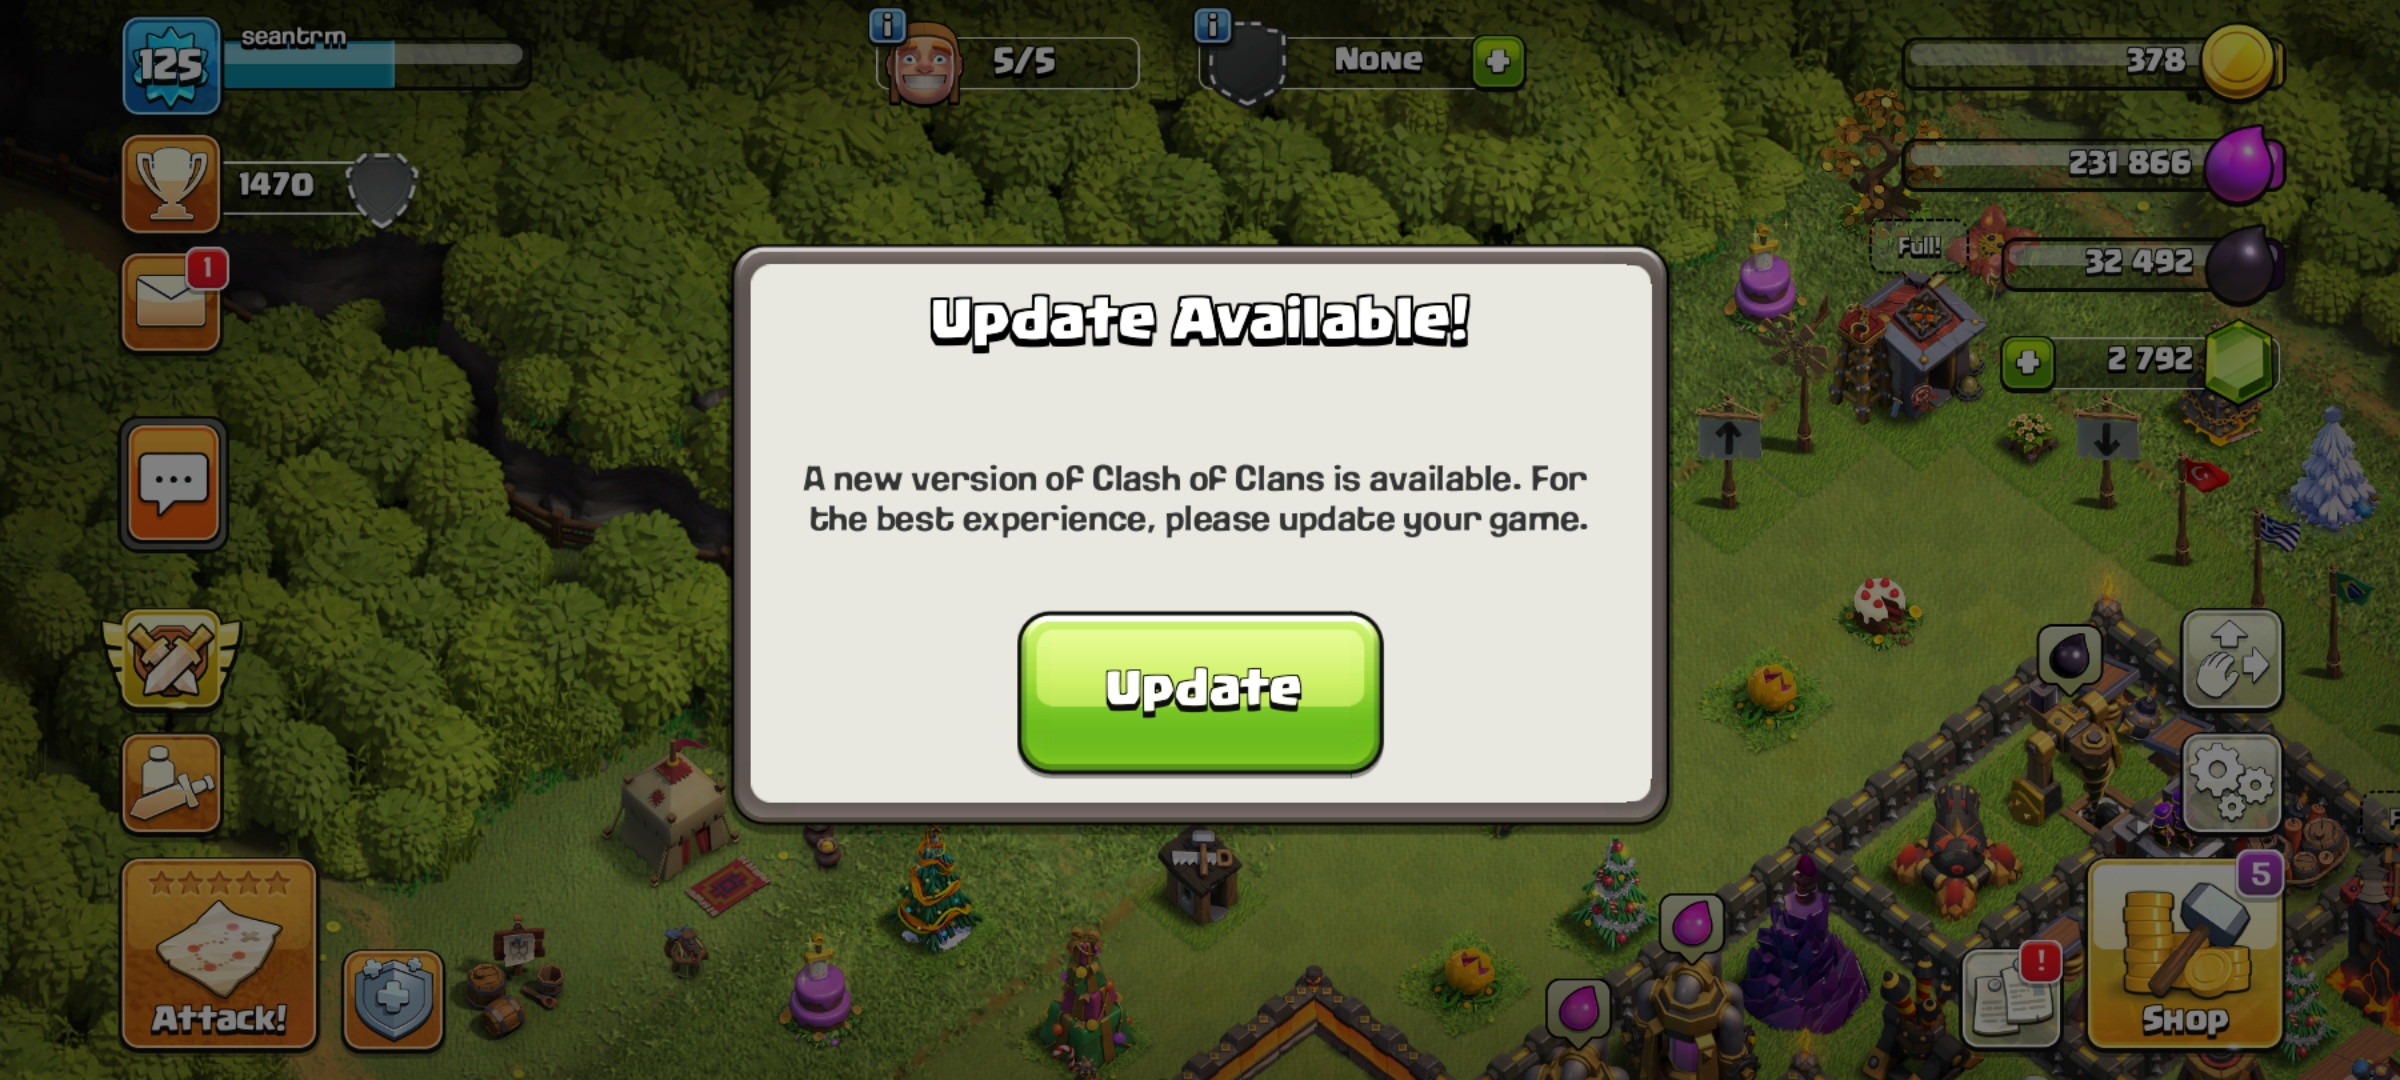 seantrm
125
5/5
None
378
1470
231 866
1
Full!
32 492
2 792
Update Available!
A new version of Clash of Clans is available. For
the best experience, please update your game.
Update
5
!
Attack!
Shop